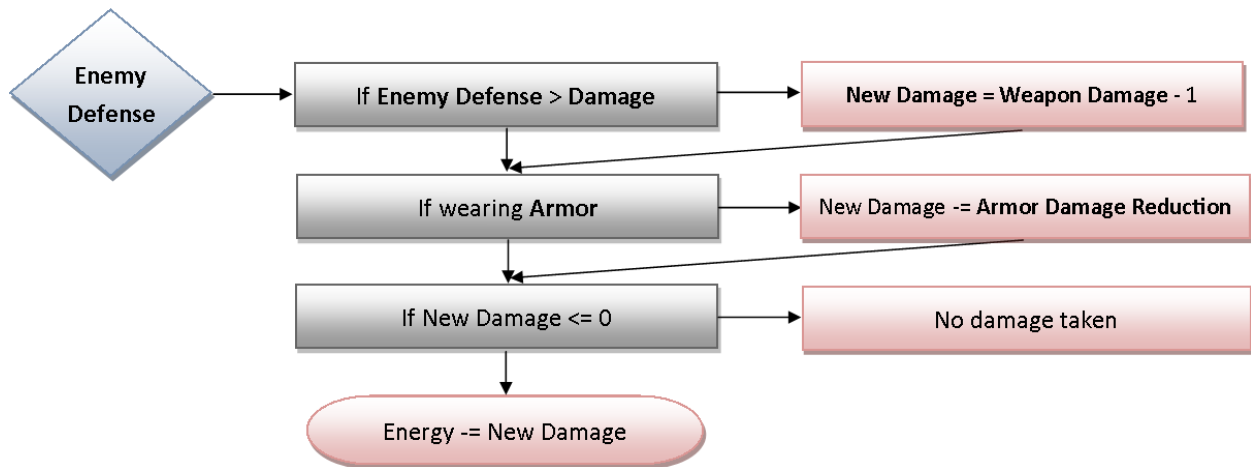 Enemy
Defense
If Enemy Defense > Damage
New Damage = Weapon Damage - 1
If wearing Armor
New Damage -= Armor Damage Reduction
If New Damage <= 0
No damage taken
Energy -= New Damage